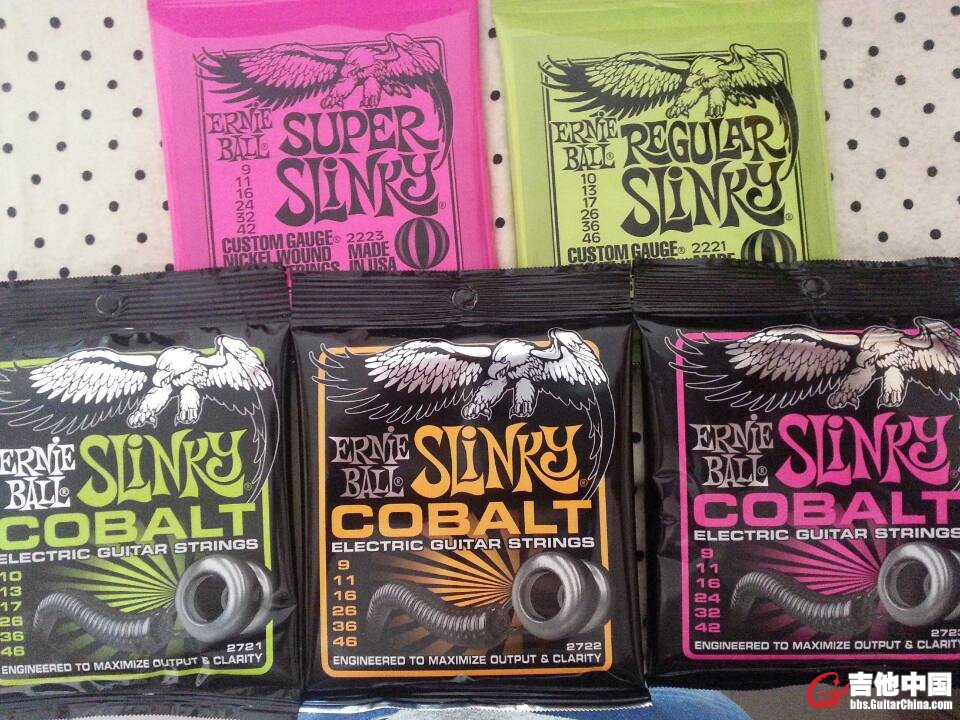 ERNIE
BALL®
SUPER
SLINKY®
9
11
16
24
32
42
CUSTOM GAUGE® 2223
NICKEL WOUND MADE
IN USA
ERNIE
BALL®
REGULAR
SLINKY®
10
13
17
26
36
46
CUSTOM GAUGE® 2221
ERNIE
BALL®
SLINKY®
COBALT
ELECTRIC GUITAR STRINGS
10
13
17
26
36
46
2721
ENGINEERED TO MAXIMIZE OUTPUT & CLARITY
ERNIE
BALL®
SLINKY®
COBALT
ELECTRIC GUITAR STRINGS
9
11
16
26
36
46
2722
ENGINEERED TO MAXIMIZE OUTPUT & CLARITY
ERNIE
BALL®
SLINKY
COBALT
ELECTRIC GUITAR STRINGS
9
11
16
24
32
42
ENGINEERED TO MAXIMIZE OUTPUT & CLARITY
吉他中国
bbs.GuitarChina.com